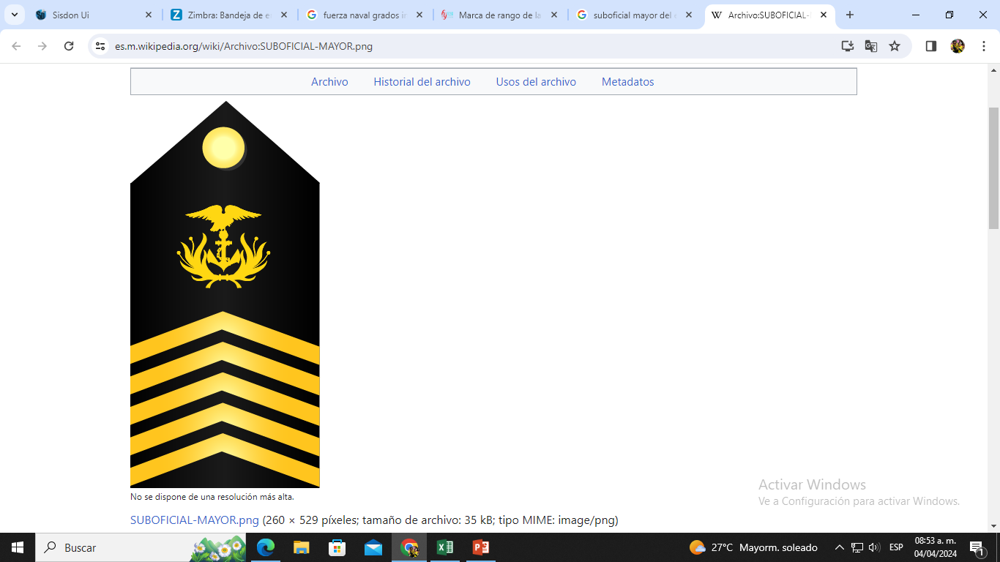 Sisdon Ui
Zimbra: Bandeja de e
fuerza naval grados in
Marca de rango de la
suboficial mayor del e
Archivo:SUBOFICIAL-
es.m.wikipedia.org/wiki/Archivo:SUBOFICIAL-MAYOR.png
Archivo Historial del archivo Usos del archivo Metadatos
No se dispone de una resolución más alta.
SUBOFICIAL-MAYOR.png (260 × 529 píxeles; tamaño de archivo: 35 kB; tipo MIME: image/png)
Activar Windows
Ve a Configuración para activar Windows.
Buscar
27°C Mayorm. soleado
ESP
08:53 a. m.
04/04/2024
1